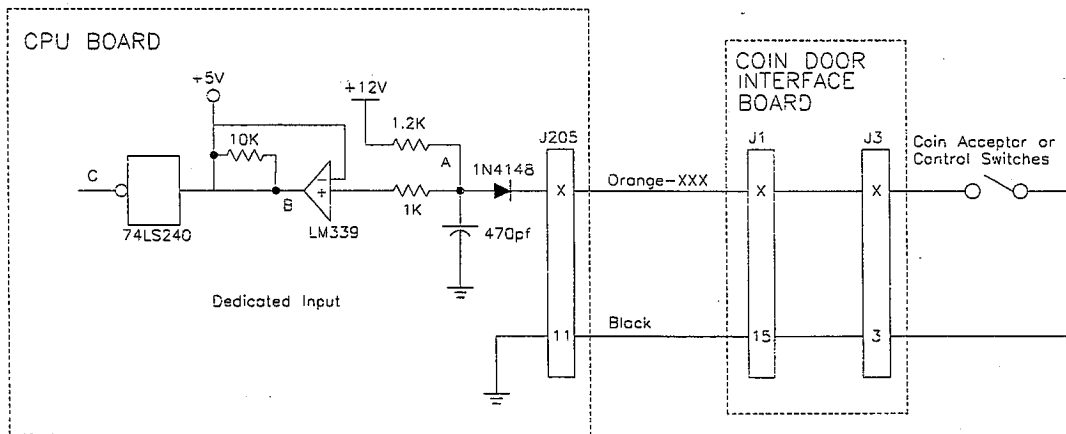 CPU BOARD
COIN DOOR
INTERFACE
BOARD
+5V
+12V
10K
1.2K
J205
J1
J3
Coin Acceptor or
Control Switches
C
B
A
1N4148
X
Orange-XXX
X
X
−
+
1K
74LS240
LM339
470pf
Dedicated Input
Black
11
15
3